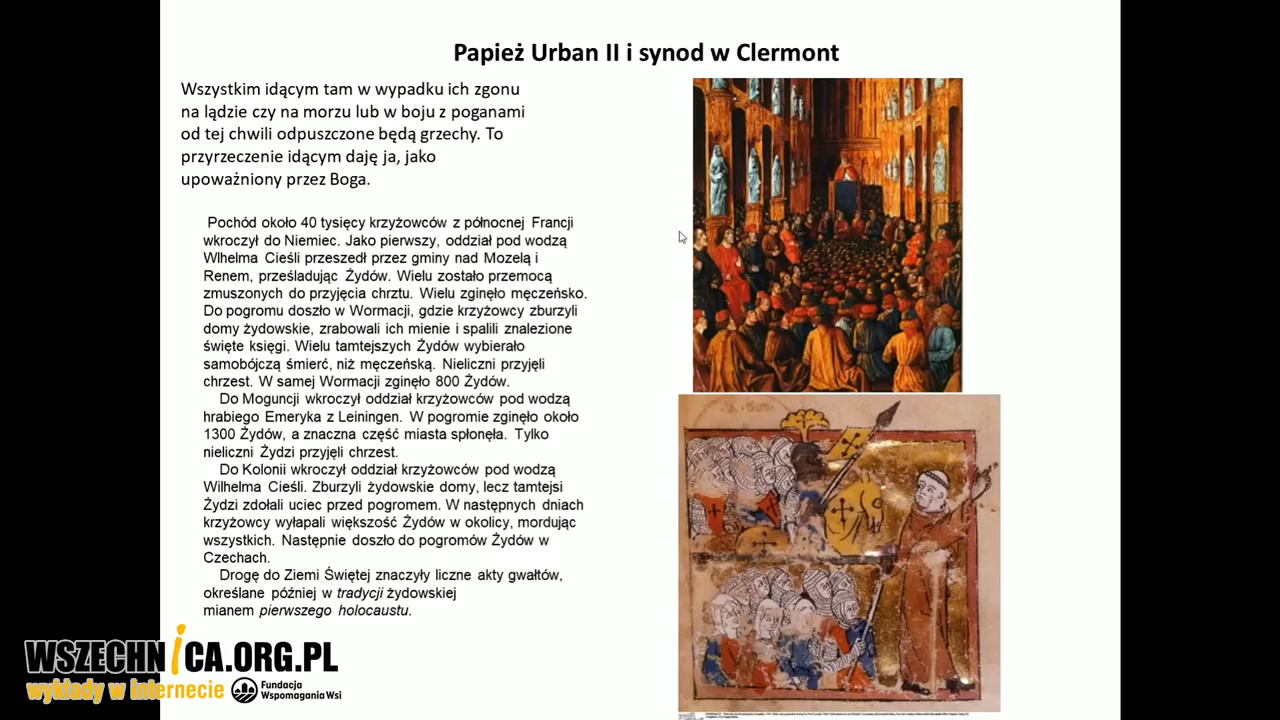 Papież Urban II i synod w Clermont
Wszystkim idącym tam w wypadku ich zgonu
na lądzie czy na morzu lub w boju z poganami
od tej chwili odpuszczone będą grzechy. To
przyrzeczenie idącym daję ja, jako
upoważniony przez Boga.
Pochód około 40 tysięcy krzyżowców z północnej Francji
wkroczył do Niemiec. Jako pierwszy, oddział pod wodzą
Wlhelma Cieśli przeszedł przez gminy nad Mozelą i
Renem, prześladując Żydów. Wielu zostało przemocą
zmuszonych do przyjęcia chrztu. Wielu zginęło męczeńsko.
Do pogromu doszło w Wormacji, gdzie krzyżowcy zburzyli
domy żydowskie, zrabowali ich mienie i spalili znalezione
święte księgi. Wielu tamtejszych Żydów wybierało
samobójczą śmierć, niż męczeńską. Nieliczni przyjęli
chrzest. W samej Wormacji zginęło 800 Żydów.
Do Moguncji wkroczył oddział krzyżowców pod wodzą
hrabiego Emeryka z Leiningen. W pogromie zginęło około
1300 Żydów, a znaczna część miasta spłonęła. Tylko
nieliczni Żydzi przyjęli chrzest.
Do Kolonii wkroczył oddział krzyżowców pod wodzą
Wilhelma Cieśli. Zburzyli żydowskie domy, lecz tamtejsi
Żydzi zdołali uciec przed pogromem. W następnych dniach
krzyżowcy wyłapali większość Żydów w okolicy, mordując
wszystkich. Następnie doszło do pogromów Żydów w
Czechach.
Drogę do Ziemi Świętej znaczyły liczne akty gwałtów,
określane później w tradycji żydowskiej
mianem pierwszego holocaustu.
WSZECHNICA.ORG.PL
wykłady w internecie
Fundacja
Wspomagania Wsi